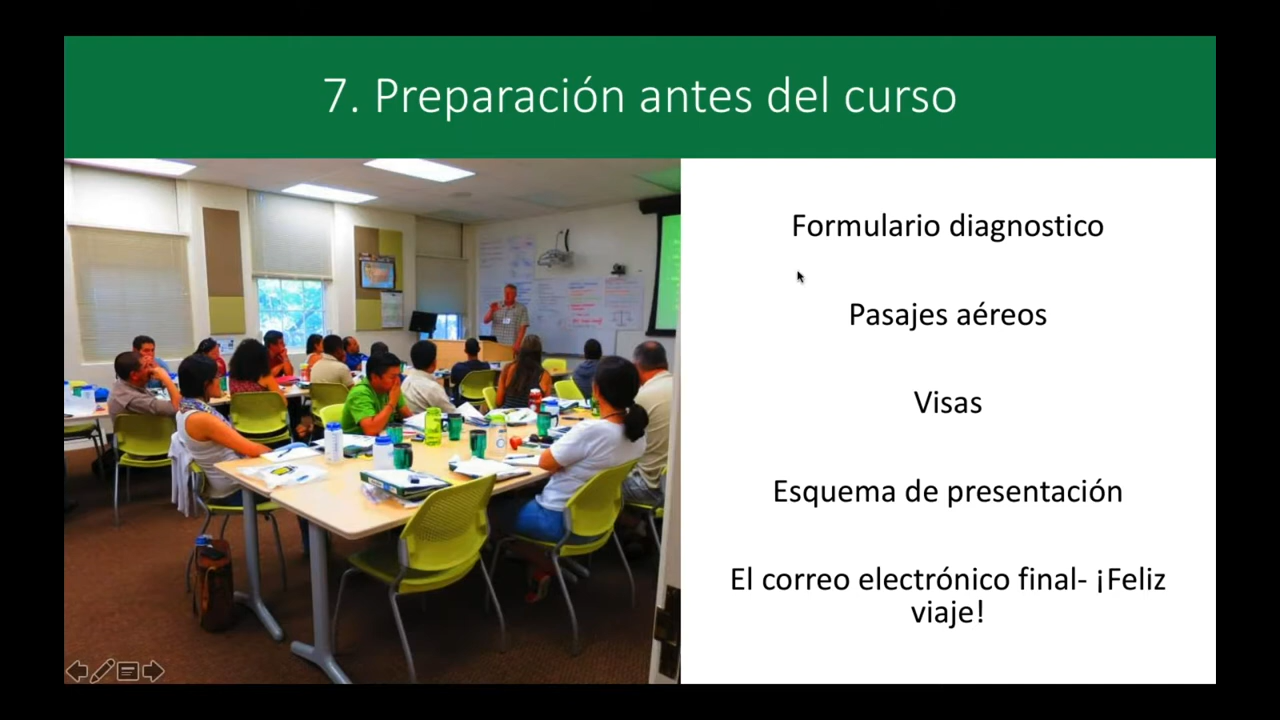 7. Preparación antes del curso
Formulario diagnostico
Pasajes aéreos
Visas
Esquema de presentación
El correo electrónico final- ¡Feliz
viaje!